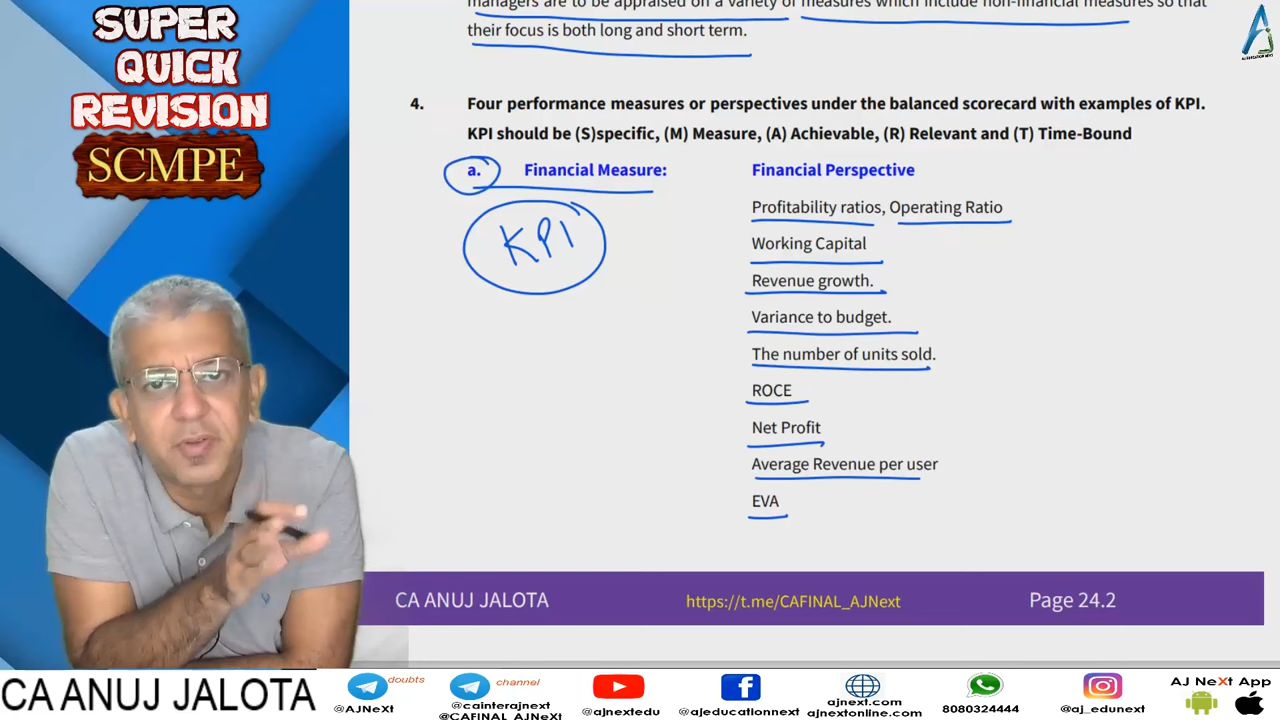 SUPER
QUICK
REVISION
SCMPE
managers are to be appraised on a variety of measures which include non-financial measures so that
their focus is both long and short term.
4. Four performance measures or perspectives under the balanced scorecard with examples of KPI.
KPI should be (S)specific, (M) Measure, (A) Achievable, (R) Relevant and (T) Time-Bound
a. Financial Measure: Financial Perspective
KPI
Profitability ratios, Operating Ratio
Working Capital
Revenue growth.
Variance to budget.
The number of units sold.
ROCE
Net Profit
Average Revenue per user
EVA
CA ANUJ JALOTA https://t.me/CAFINAL_AJNext Page 24.2
CA ANUJ JALOTA
doubts
@AJNeXt
channel
@cainterajnext
@CAFINAL_AJNeXt
@ajnextedu
@ajeducationnext
ajnext.com
ajnextonline.com
8080324444
@aj_edunext
AJ NeXt App